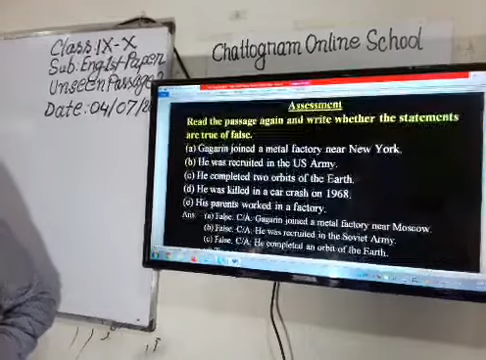 Class: IX-X
Sub: Eng 1st Paper
Unseen Passage
Date: 04/07/
Chattogram Online School
Assessment
Read the passage again and write whether the statements
are true of false.
(a) Gagarin joined a metal factory near New York.
(b) He was recruited in the US Army.
(c) He completed two orbits of the Earth.
(d) He was killed in a car crash on 1968.
(e) His parents worked in a factory.
Ans (a) False. C/A. Gagarin joined a metal factory near Moscow.
(b) False. C/A. He was recruited in the Soviet Army.
(c) False. C/A. He completed an orbit of the Earth.